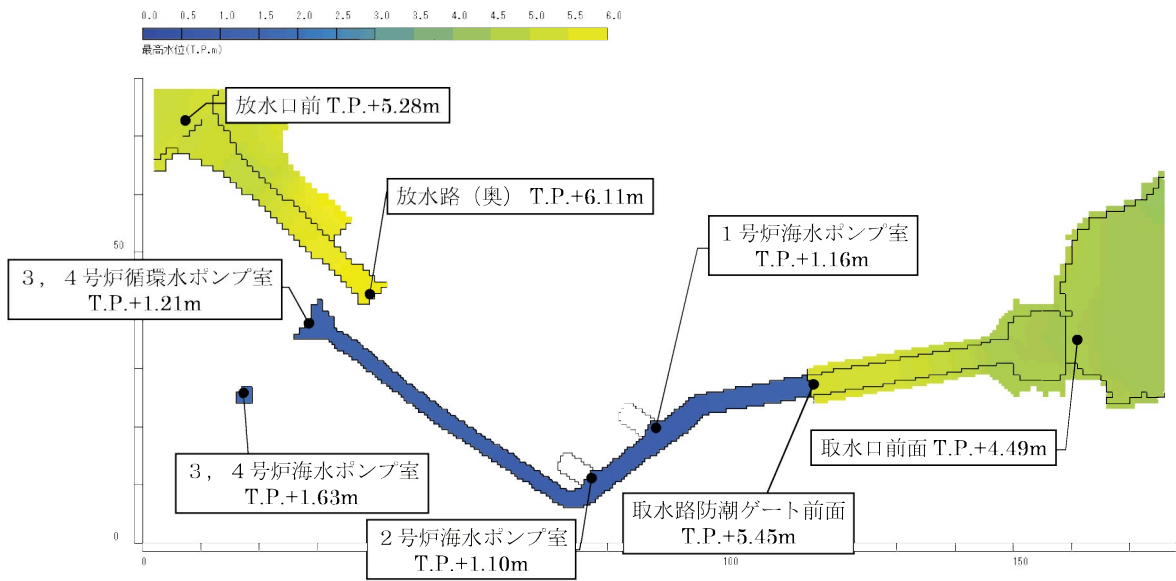 0.0 0.5 1.0 1.5 2.0 2.5 3.0 3.5 4.0 4.5 5.0 5.5 6.0
最高水位(T.P.m)
放水口前 T.P.+5.28m
放水路（奥） T.P.+6.11m
1号炉海水ポンプ室
T.P.+1.16m
50
3，4号炉循環水ポンプ室
T.P.+1.21m
取水口前面 T.P.+4.49m
3，4号炉海水ポンプ室
T.P.+1.63m
取水路防潮ゲート前面
T.P.+5.45m
2号炉海水ポンプ室
T.P.+1.10m
0
0 100 150